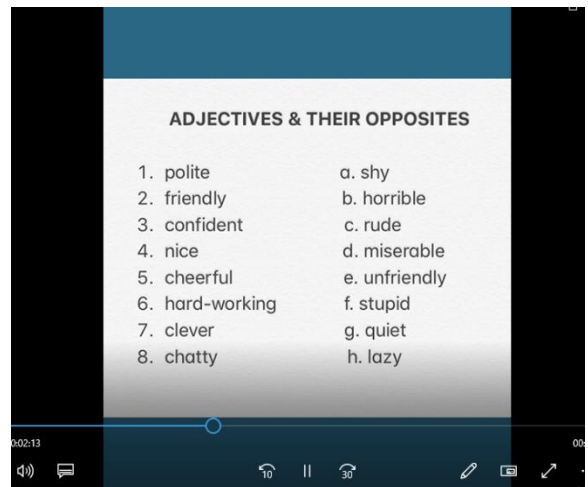 ADJECTIVES & THEIR OPPOSITES
1. polite a. shy
2. friendly b. horrible
3. confident c. rude
4. nice d. miserable
5. cheerful e. unfriendly
6. hard-working f. stupid
7. clever g. quiet
8. chatty h. lazy
0:02:13 00:
10 30